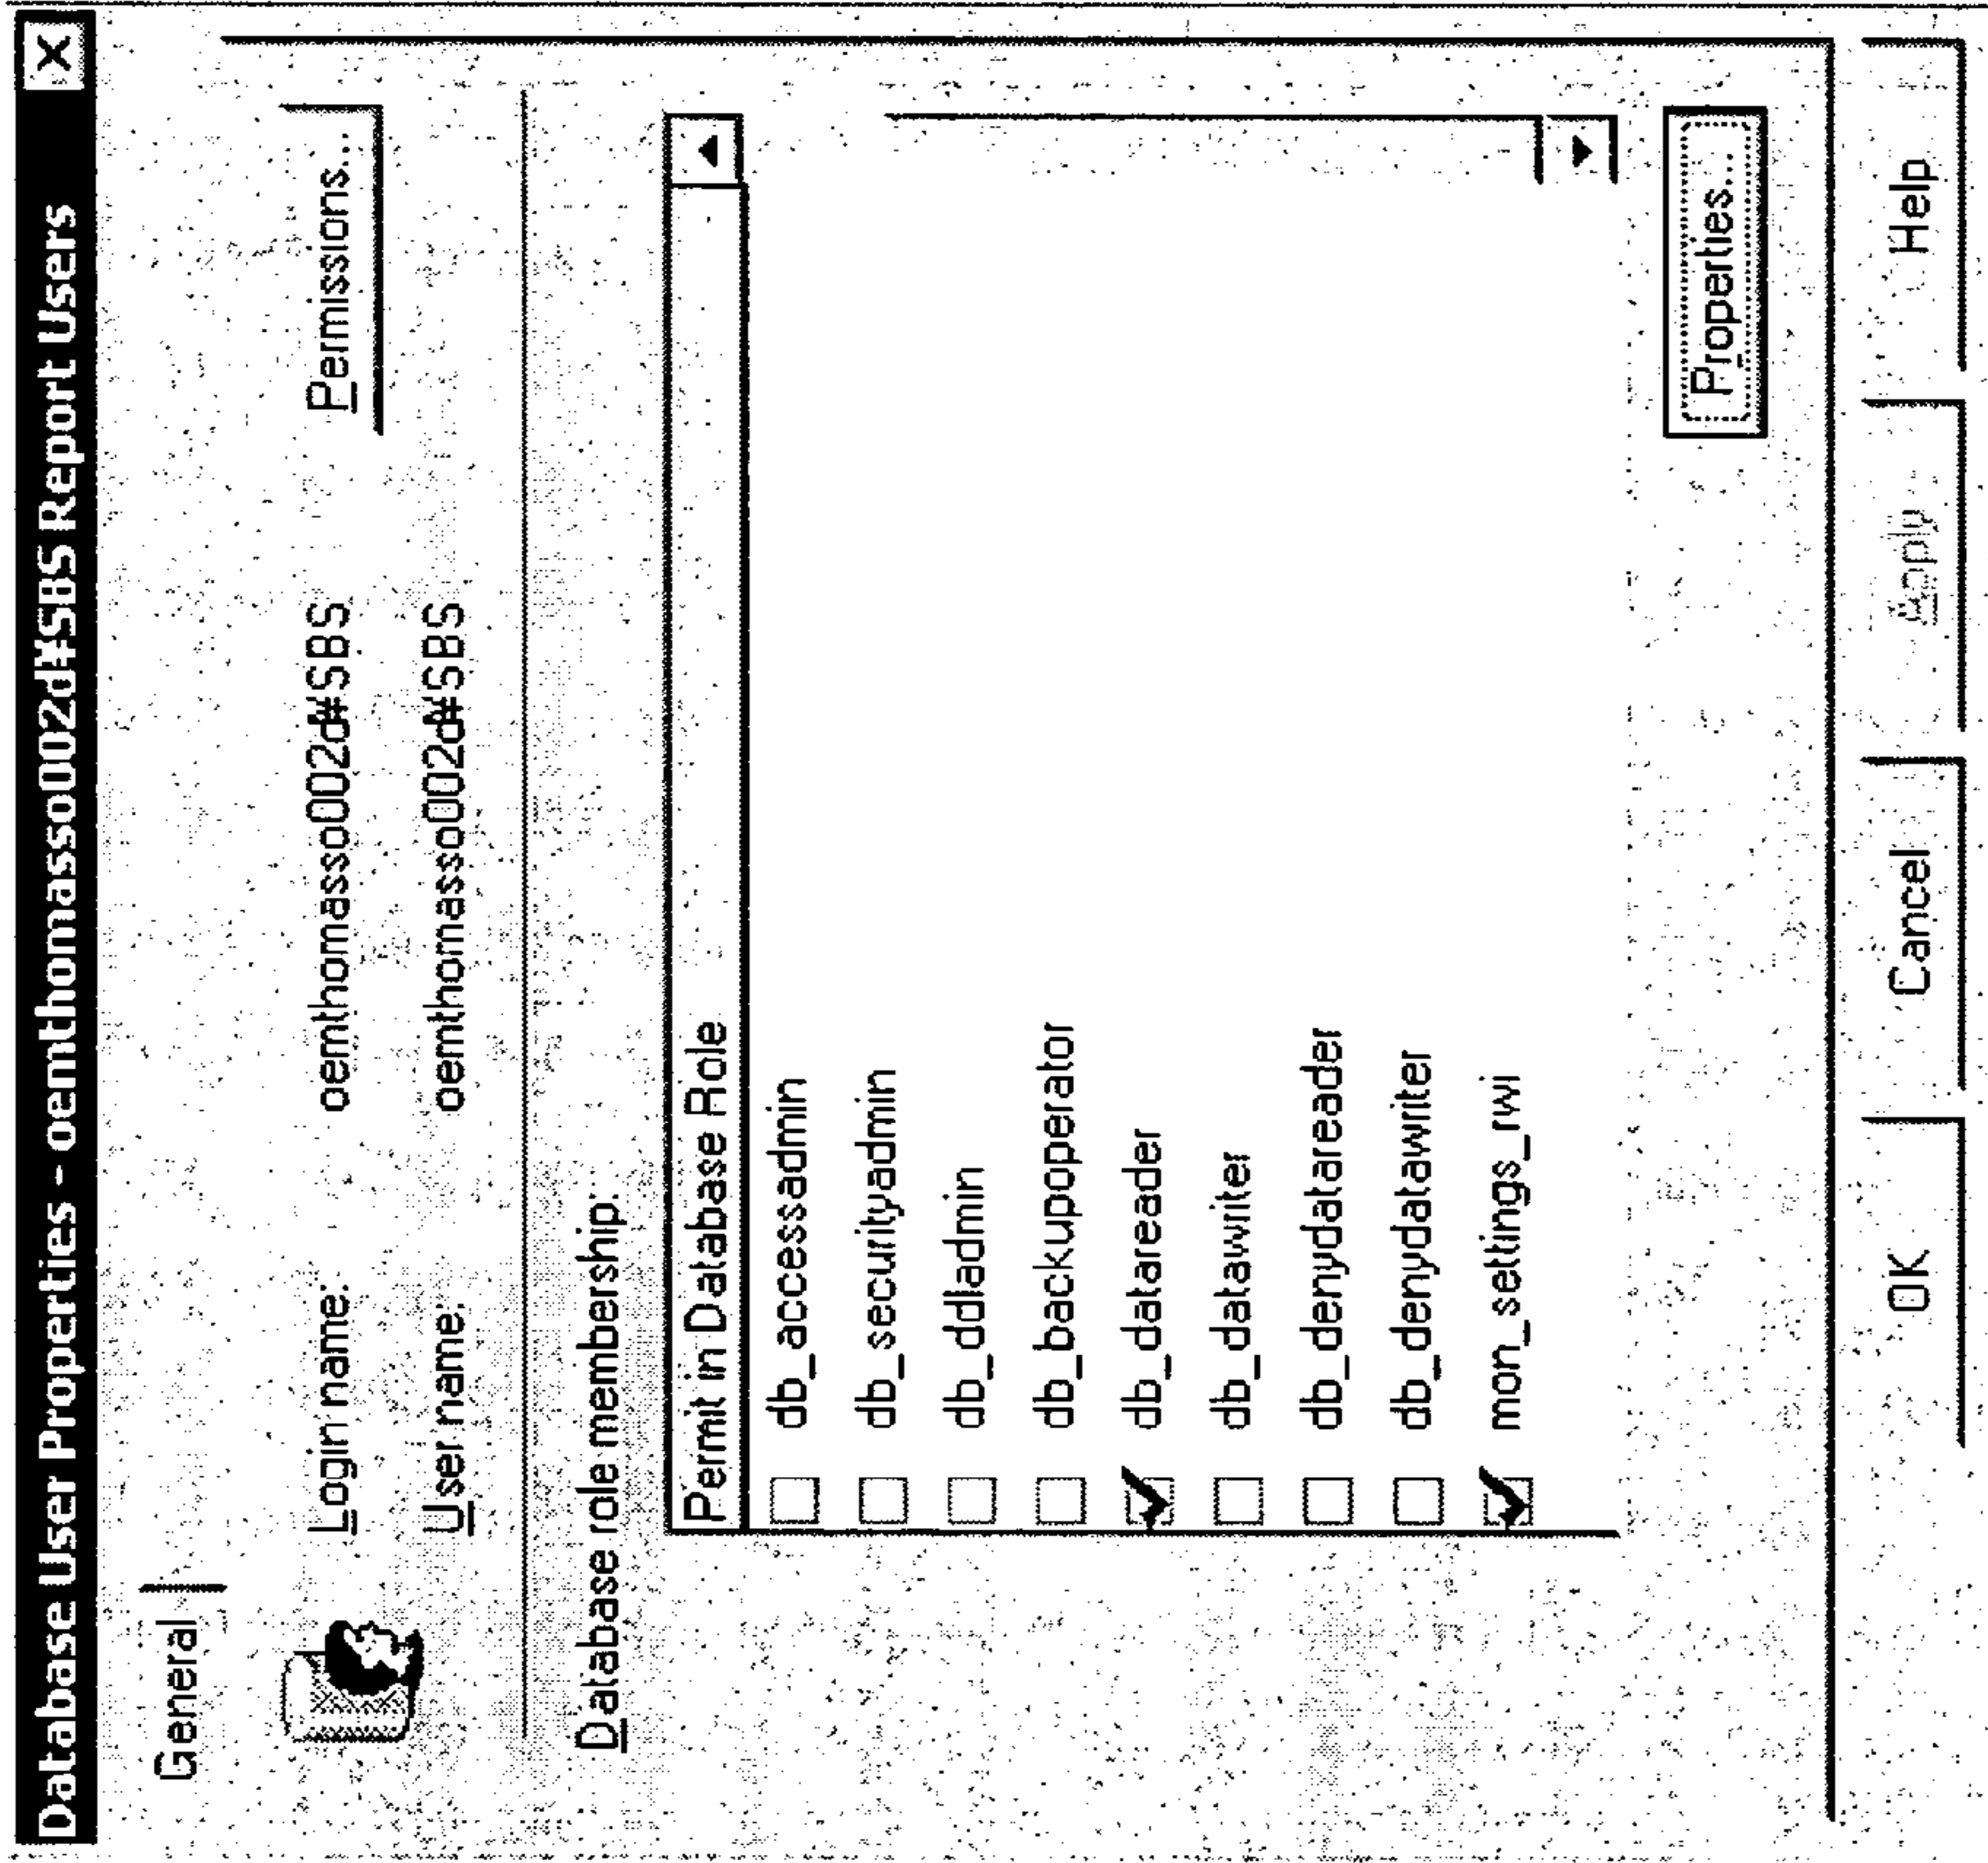 Database User Properties - oemthomasso002d¥SBS Report Users
General
Login name: oemthomasso002d¥SBS Permissions...
User name: oemthomasso002d¥SBS
Database role membership:
Permit in Database Role
db_accessadmin
db_securityadmin
db_ddladmin
db_backupoperator
db_datareader
db_datawriter
db_denydatareader
db_denydatawriter
mon_settings_rwi
Properties...
OK Cancel Apply Help